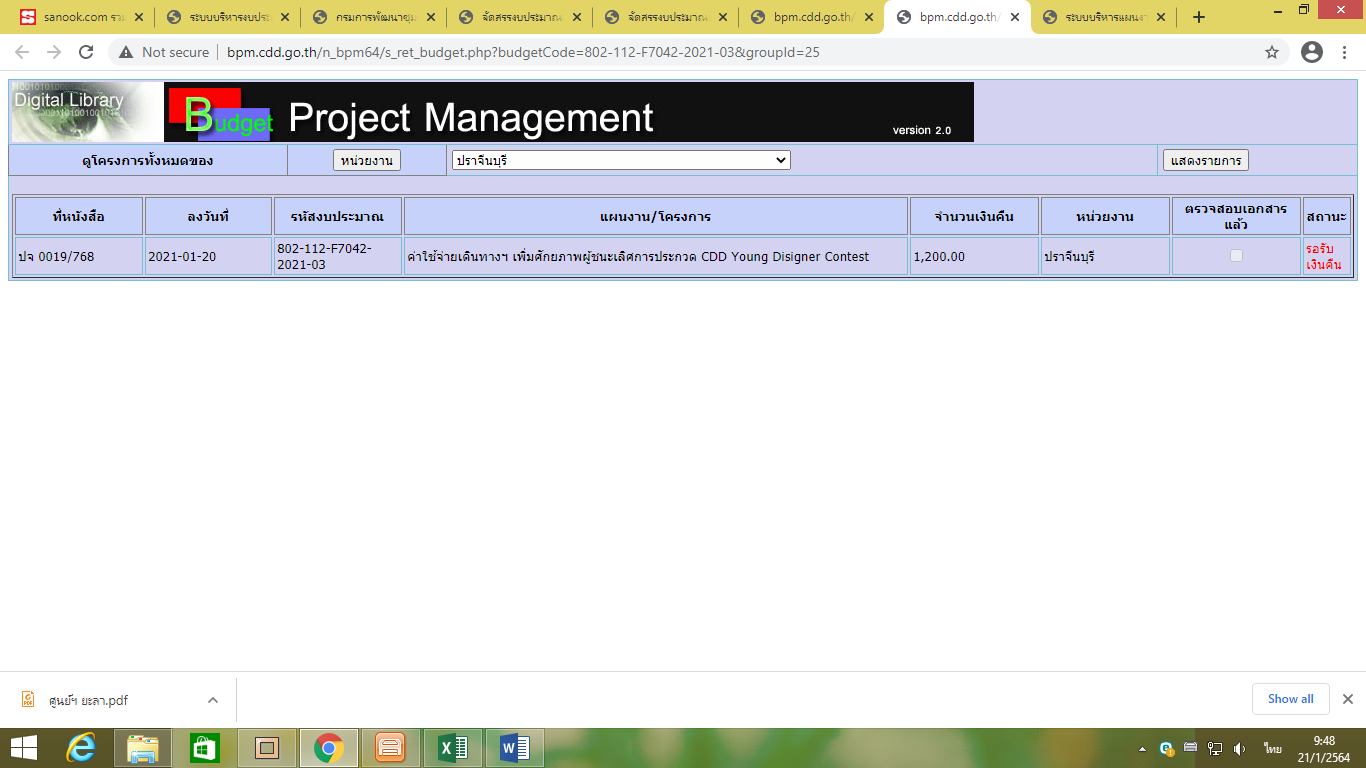 sanook.com รวม
ระบบบริหารงบประ
กรมการพัฒนาชุม
จัดสรรงบประมาณ
จัดสรรงบประมาณ
bpm.cdd.go.th/
bpm.cdd.go.th/
ระบบบริหารแผนงา
Not secure bpm.cdd.go.th/n_bpm64/s_ret_budget.php?budgetCode=802-112-F7042-2021-03&groupId=25
Digital Library
Budget Project Management
version 2.0
ดูโครงการทั้งหมดของ หน่วยงาน ปราจีนบุรี แสดงรายการ
ที่หนังสือ ลงวันที่ รหัสงบประมาณ แผนงาน/โครงการ จำนวนเงินคืน หน่วยงาน ตรวจสอบเอกสารแล้ว สถานะ
ปจ 0019/768 2021-01-20 802-112-F7042-2021-03 ค่าใช้จ่ายเดินทางฯ เพิ่มศักยภาพผู้ชนะเลิศการประกวด CDD Young Disigner Contest 1,200.00 ปราจีนบุรี รอรับเงินคืน
ศูนย์ฯ ยะลา.pdf
Show all
ไทย
9:48
21/1/2564